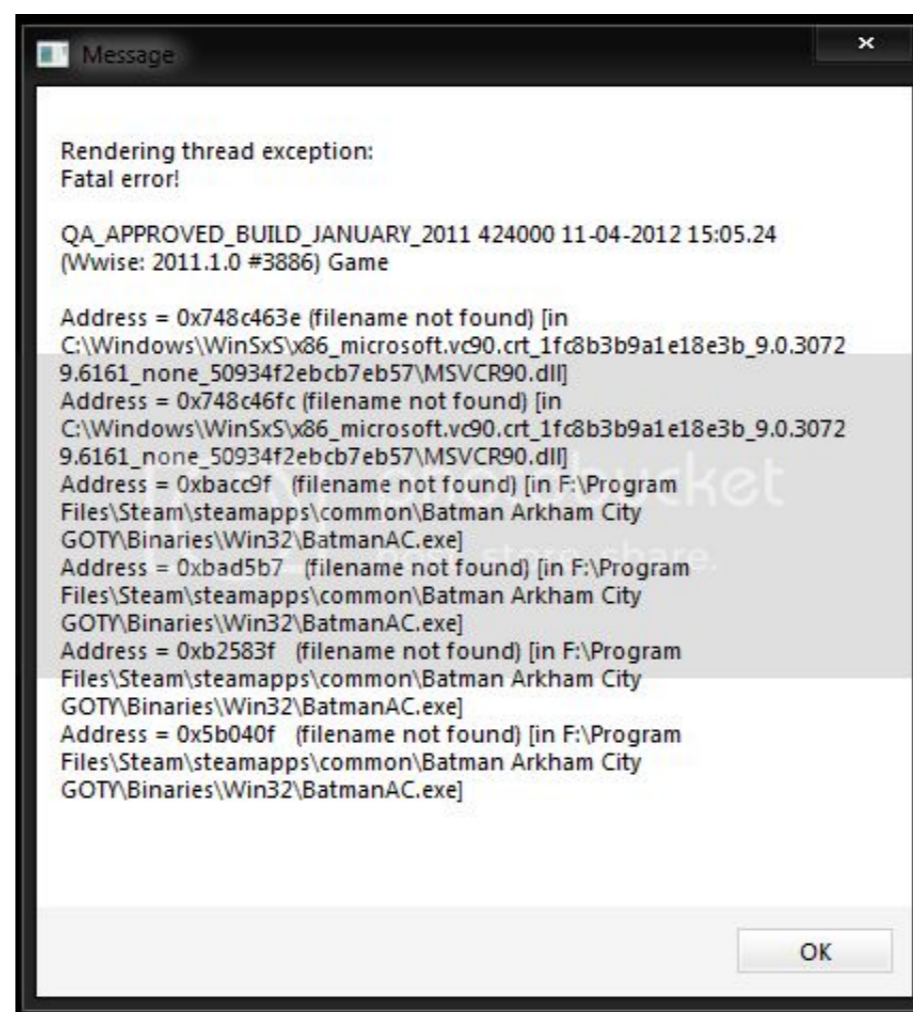 Message
Rendering thread exception:
Fatal error!
QA_APPROVED_BUILD_JANUARY_2011 424000 11-04-2012 15:05.24
(Wwise: 2011.1.0 #3886) Game
Address = 0x748c463e (filename not found) [in
C:\Windows\WinSxS\x86_microsoft.vc90.crt_1fc8b3b9a1e18e3b_9.0.3072
9.6161_none_50934f2ebcb7eb57\MSVCR90.dll]
Address = 0x748c46fc (filename not found) [in
C:\Windows\WinSxS\x86_microsoft.vc90.crt_1fc8b3b9a1e18e3b_9.0.3072
9.6161_none_50934f2ebcb7eb57\MSVCR90.dll]
Address = 0xbacc9f   (filename not found) [in F:\Program
Files\Steam\steamapps\common\Batman Arkham City
GOTY\Binaries\Win32\BatmanAC.exe]
Address = 0xbad5b7   (filename not found) [in F:\Program
Files\Steam\steamapps\common\Batman Arkham City
GOTY\Binaries\Win32\BatmanAC.exe]
Address = 0xb2583f   (filename not found) [in F:\Program
Files\Steam\steamapps\common\Batman Arkham City
GOTY\Binaries\Win32\BatmanAC.exe]
Address = 0x5b040f   (filename not found) [in F:\Program
Files\Steam\steamapps\common\Batman Arkham City
GOTY\Binaries\Win32\BatmanAC.exe]
OK